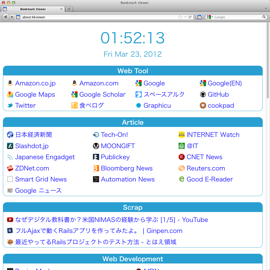 Bookmark Viewer
Bookmark Viewer
about:bkviewer
Google
01:52:13
Fri Mar 23, 2012
Web Tool
Amazon.co.jp Amazon.com Google Google(EN)
Google Maps Google Scholar スペースアルク GitHub
Twitter 食べログ Graphicu cookpad
Article
日本経済新聞 Tech-On! INTERNET Watch
Slashdot.jp MOONGIFT @IT
Japanese Engadget Publickey CNET News
ZDNet.com Bloomberg News Reuters.com
Smart Grid News Automation News Good E-Reader
Google ニュース
Scrap
なぜデジタル教科書か？米国NIMASの経験から学ぶ [1/5] - YouTube
フルAjaxで動くRailsアプリを作ってみたよ。 | Ginpen.com
最近やってるRailsプロジェクトのテスト方法 - とはえ領域
Web Development